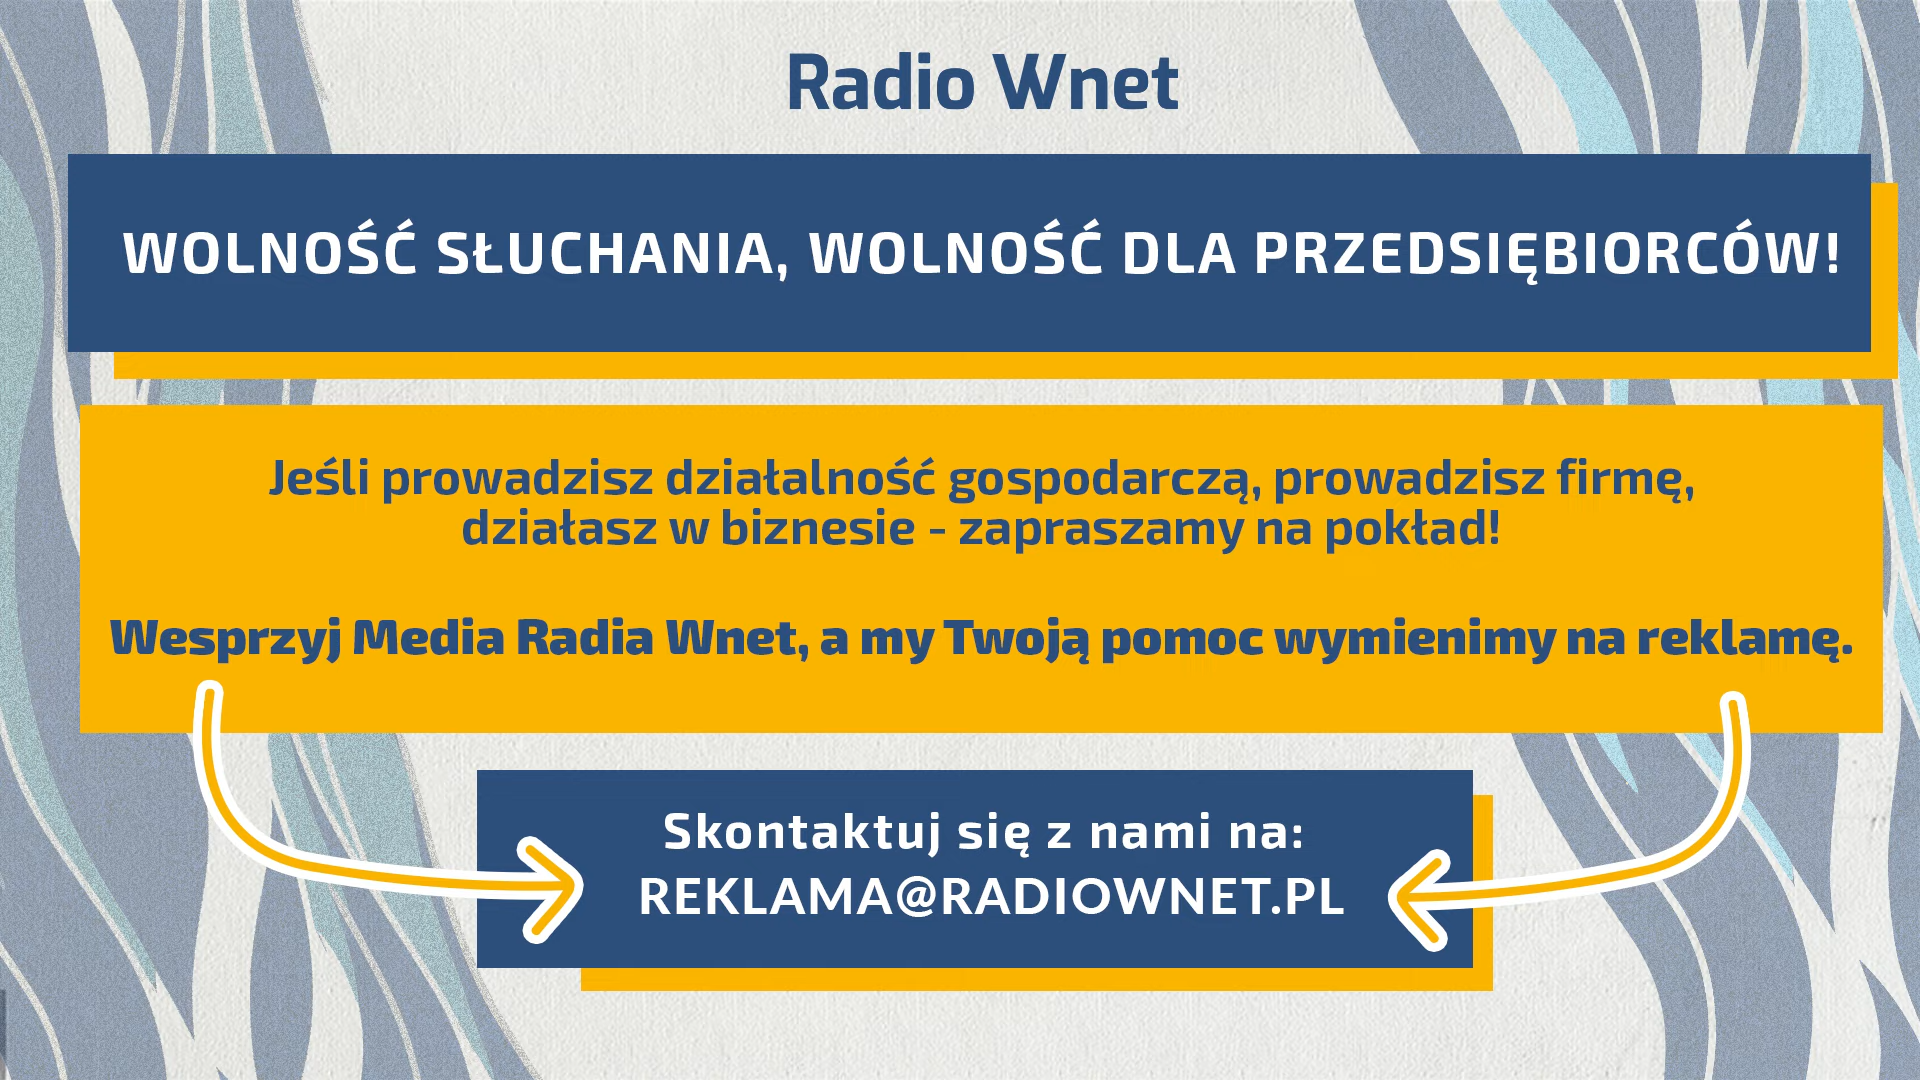 Radio Wnet
WOLNOŚĆ SŁUCHANIA, WOLNOŚĆ DLA PRZEDSIĘBIORCÓW!
Jeśli prowadzisz działalność gospodarczą, prowadzisz firmę,
działasz w biznesie - zapraszamy na pokład!
Wesprzyj Media Radia Wnet, a my Twoją pomoc wymienimy na reklamę.
Skontaktuj się z nami na:
REKLAMA@RADIOWNET.PL